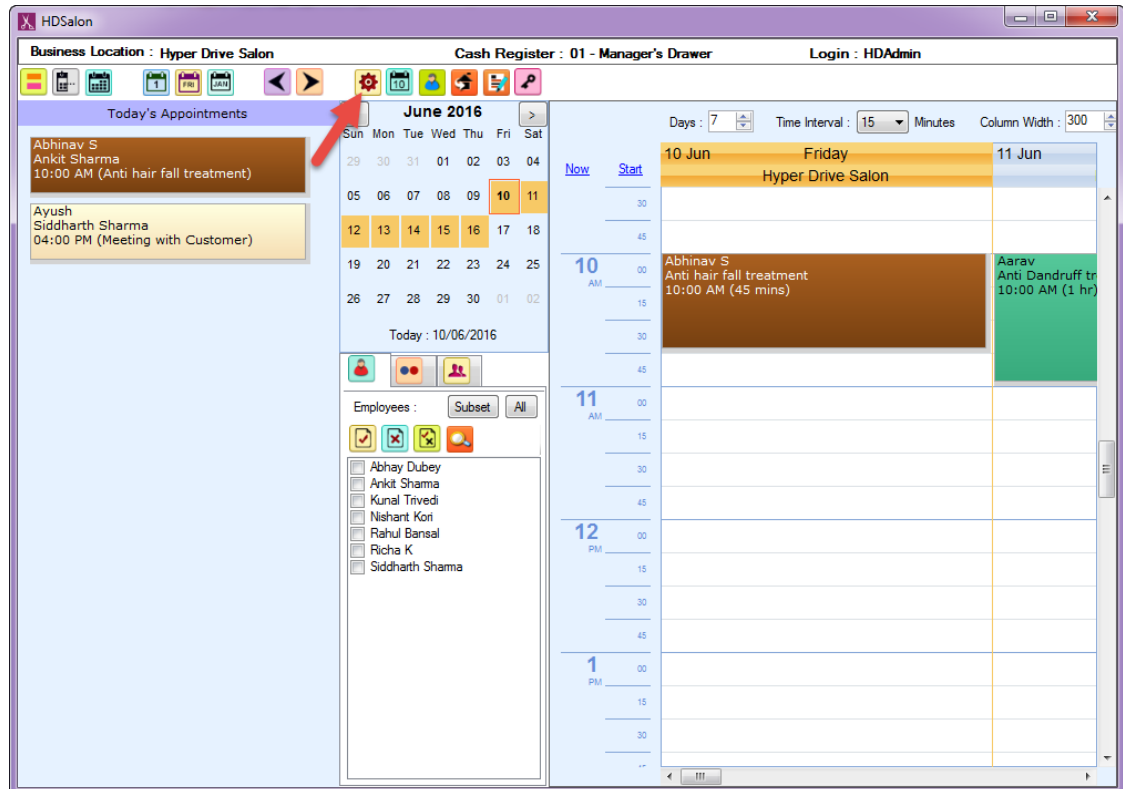 HDSalon
Business Location : Hyper Drive Salon Cash Register : 01 - Manager's Drawer Login : HDAdmin
1 FRI JAN 10
Today's Appointments
Abhinav S
Ankit Sharma
10:00 AM (Anti hair fall treatment)
Ayush
Siddharth Sharma
04:00 PM (Meeting with Customer)
June 2016 >
Sun Mon Tue Wed Thu Fri Sat
29 30 31 01 02 03 04
05 06 07 08 09 10 11
12 13 14 15 16 17 18
19 20 21 22 23 24 25
26 27 28 29 30 01 02
Today : 10/06/2016
Employees : Subset All
Abhay Dubey
Ankit Sharma
Kunal Trivedi
Nishant Kori
Rahul Bansal
Richa K
Siddharth Sharma
Days : 7 Time Interval : 15 Minutes Column Width : 300
Now Start
10 Jun Friday 11 Jun
Hyper Drive Salon
30
45
10 AM 00
15
30
45
Abhinav S
Anti hair fall treatment
10:00 AM (45 mins)
Aarav
Anti Dandruff tr
10:00 AM (1 hr)
11 AM 00
15
30
45
12 PM 00
15
30
45
1 PM 00
15
30